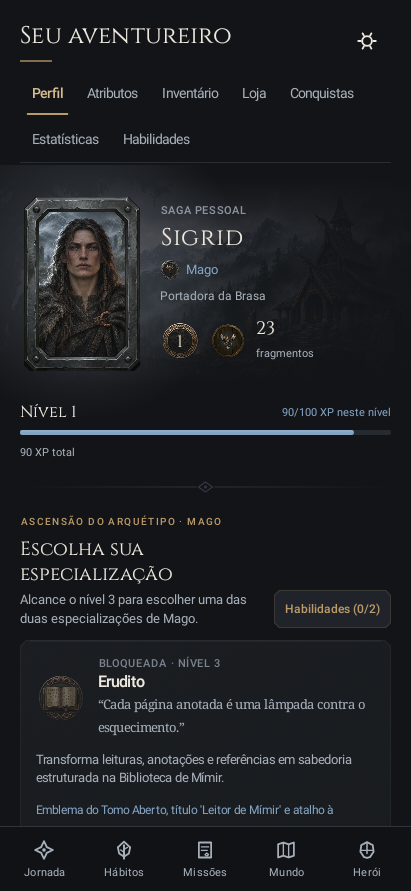 Seu aventureiro
Perfil Atributos Inventário Loja Conquistas
Estatísticas Habilidades
SAGA PESSOAL
Sigrid
Mago
Portadora da Brasa
1
23
fragmentos
Nível 1
90/100 XP neste nível
90 XP total
ASCENSÃO DO ARQUÉTIPO · MAGO
Escolha sua
especialização
Alcance o nível 3 para escolher uma das
duas especializações de Mago.
Habilidades (0/2)
BLOQUEADA · NÍVEL 3
Erudito
“Cada página anotada é uma lâmpada contra o
esquecimento.”
Transforma leituras, anotações e referências em sabedoria
estruturada na Biblioteca de Mímir.
Emblema do Tomo Aberto, título 'Leitor de Mímir' e atalho à
Jornada Hábitos Missões Mundo Herói